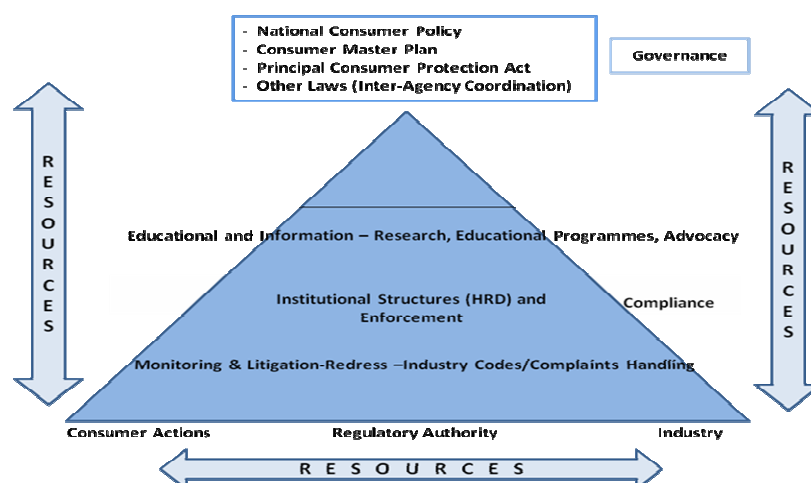 - National Consumer Policy
- Consumer Master Plan
- Principal Consumer Protection Act
- Other Laws (Inter-Agency Coordination)
Governance
RESOURCES
RESOURCES
Educational and Information – Research, Educational Programmes, Advocacy
Institutional Structures (HRD) and
Enforcement
Compliance
Monitoring & Litigation-Redress –Industry Codes/Complaints Handling
Consumer Actions
Regulatory Authority
Industry
R E S O U R C E S